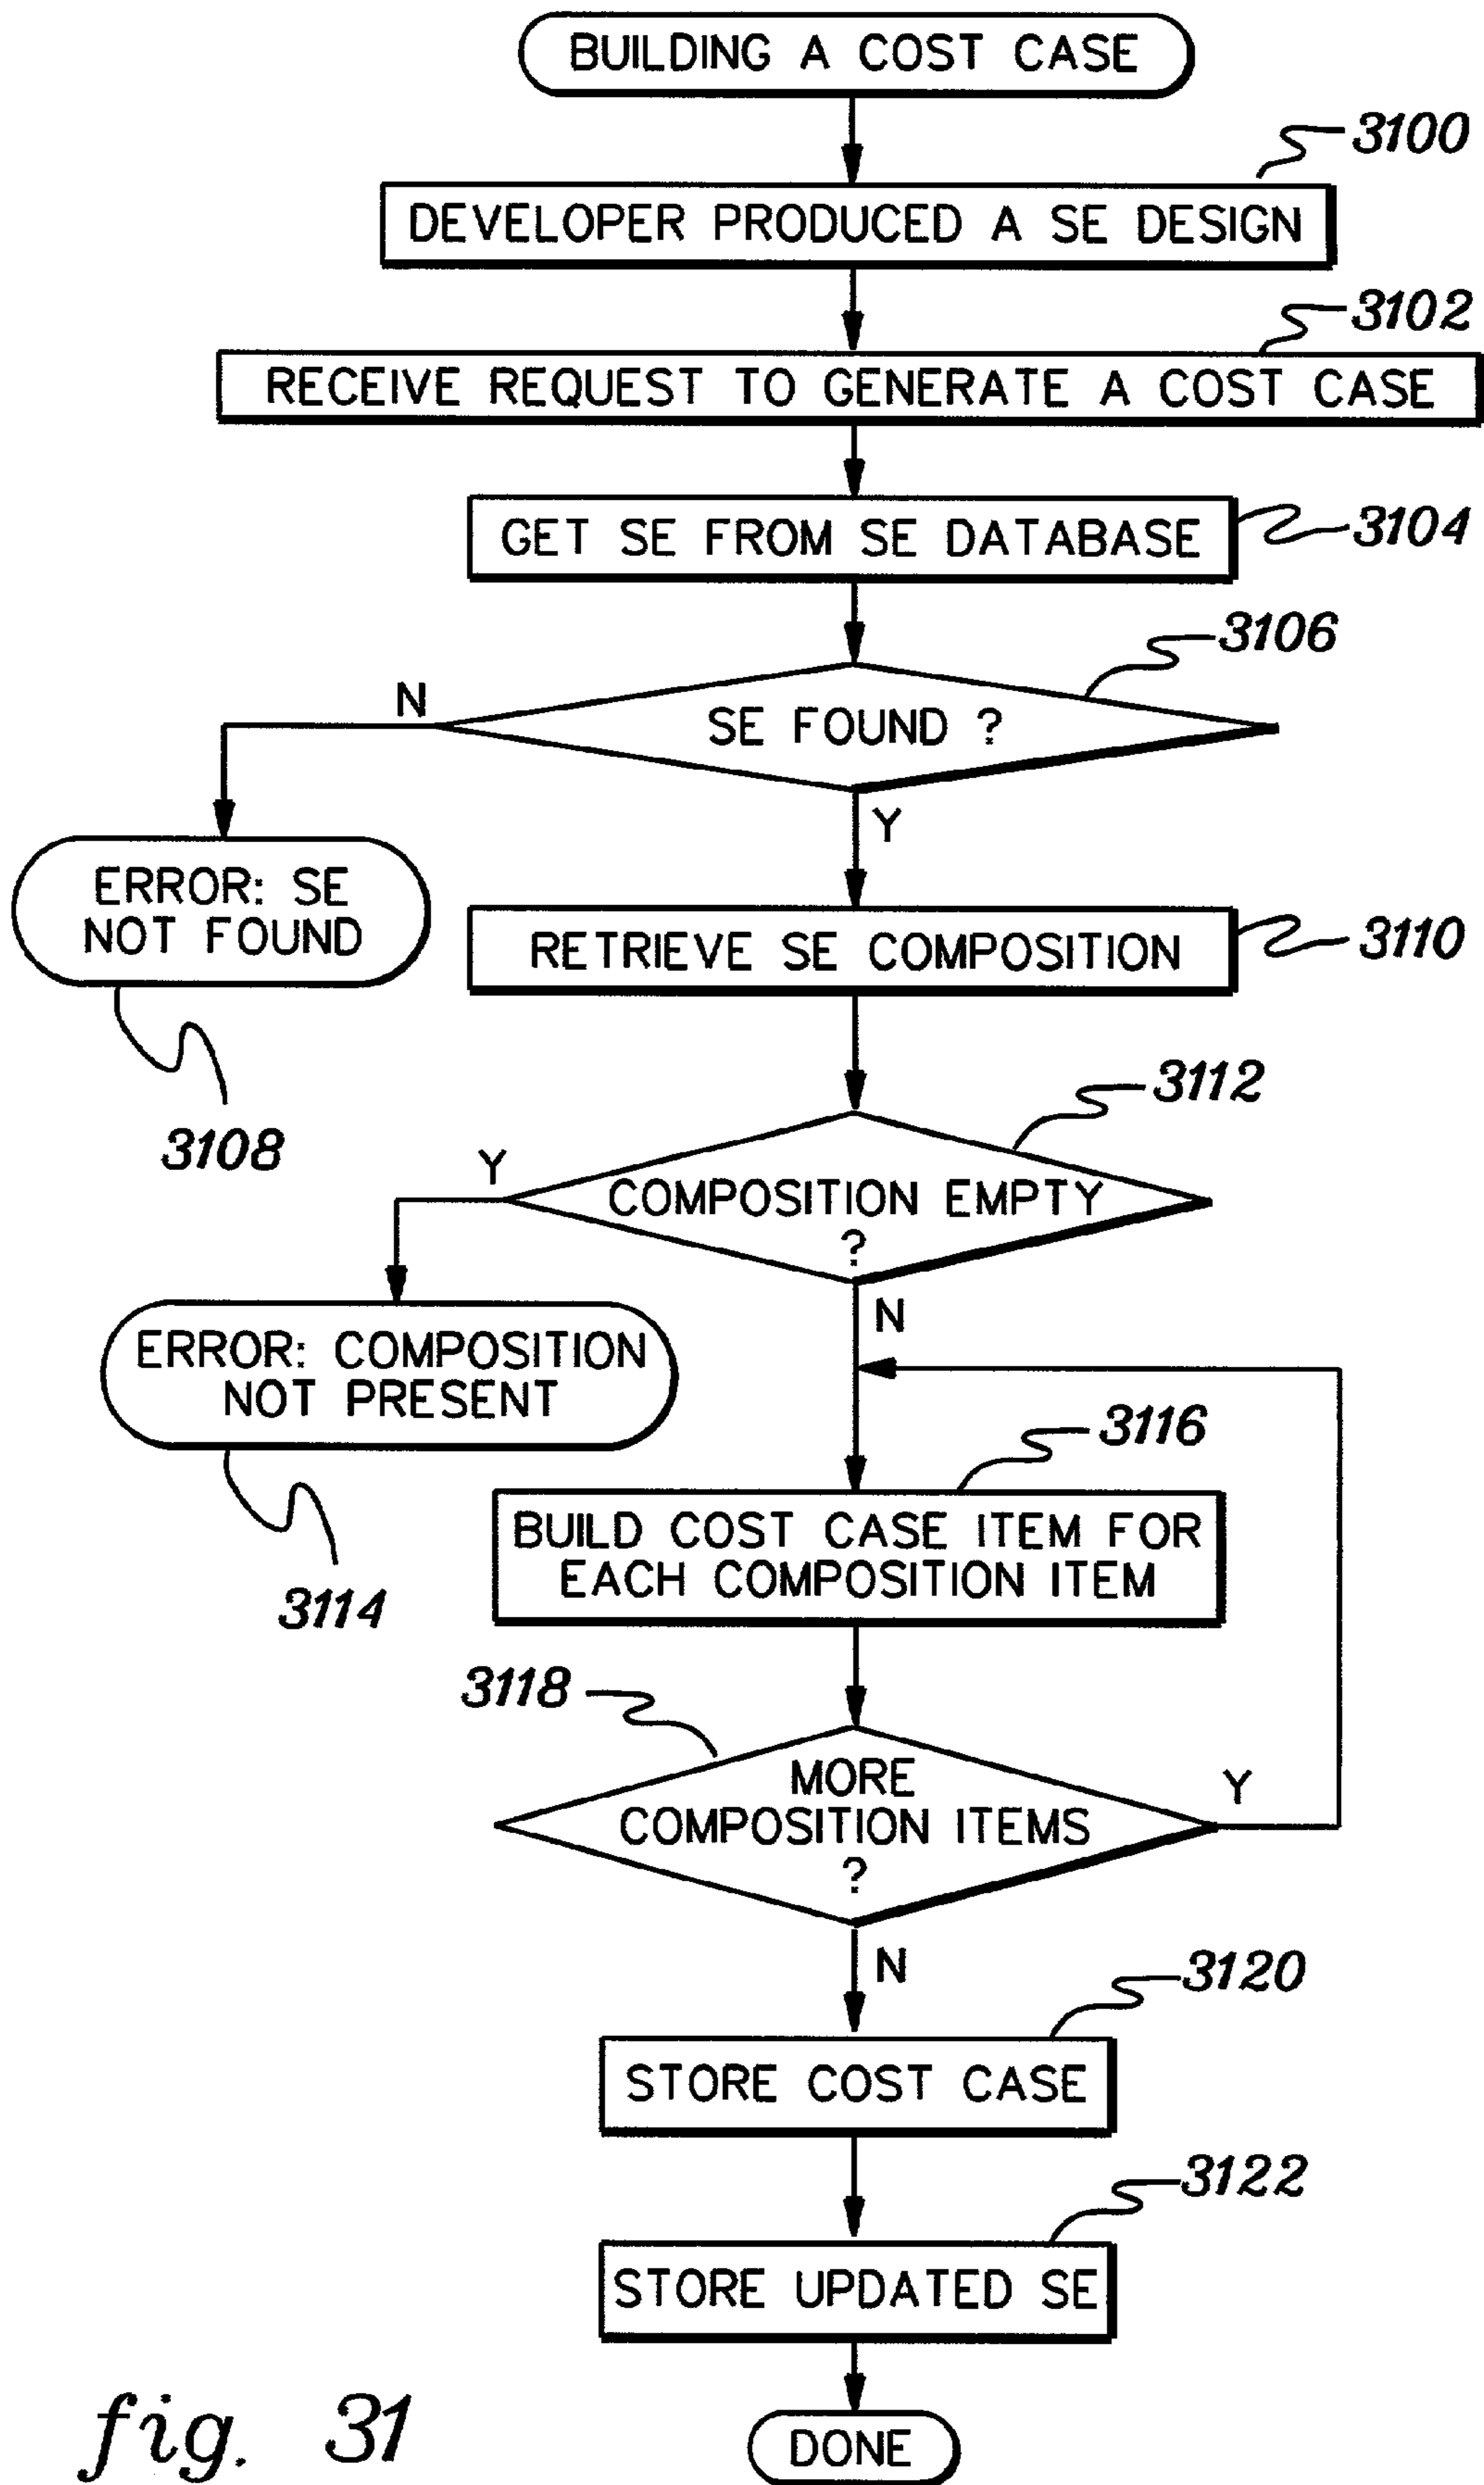 BUILDING A COST CASE
3100
DEVELOPER PRODUCED A SE DESIGN
3102
RECEIVE REQUEST TO GENERATE A COST CASE
GET SE FROM SE DATABASE
3104
3106
N
SE FOUND ?
Y
ERROR: SE
NOT FOUND
RETRIEVE SE COMPOSITION
3110
3108
3112
Y
COMPOSITION EMPTY
?
N
ERROR: COMPOSITION
NOT PRESENT
3116
BUILD COST CASE ITEM FOR
EACH COMPOSITION ITEM
3114
3118
MORE
COMPOSITION ITEMS
?
Y
N
3120
STORE COST CASE
3122
STORE UPDATED SE
DONE
fig. 31